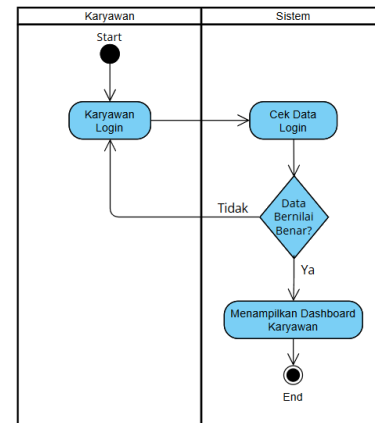 Karyawan
Sistem
Start
Karyawan
Login
Cek Data
Login
Data
Bernilai
Benar?
Tidak
Ya
Menampilkan Dashboard
Karyawan
End